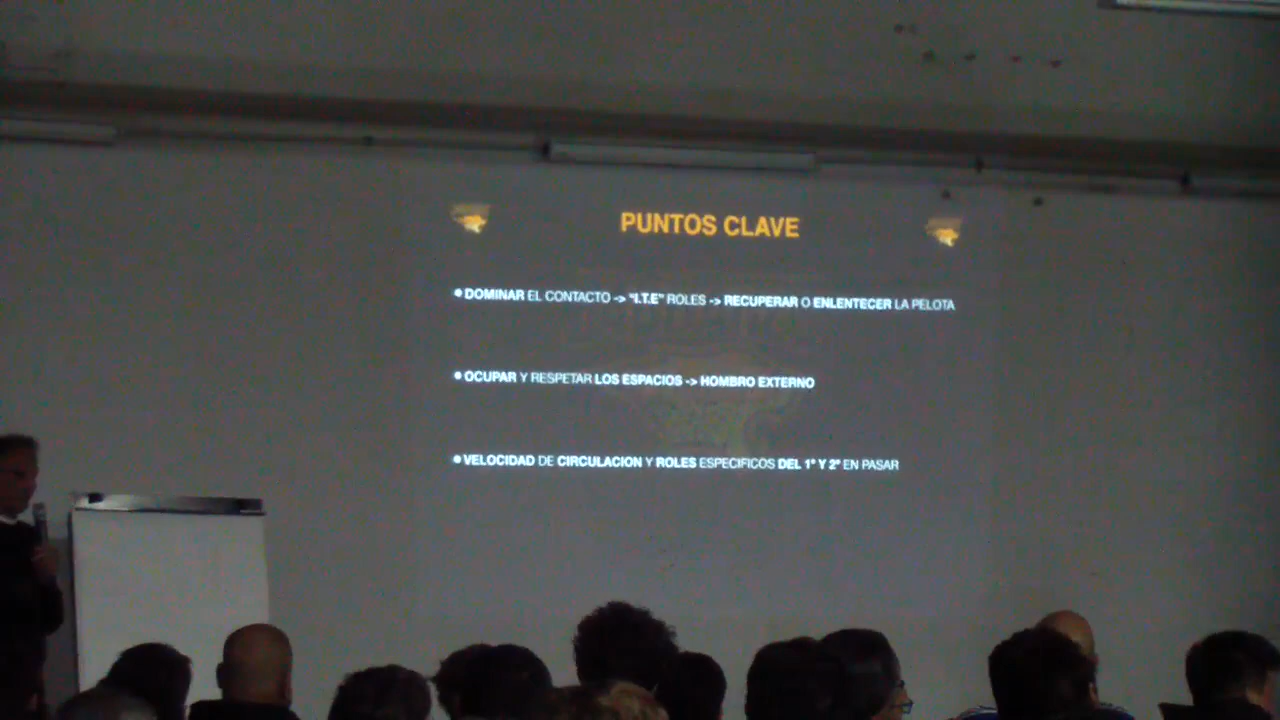 PUNTOS CLAVE
● DOMINAR EL CONTACTO -> "I.T.E" ROLES -> RECUPERAR O ENLENTECER LA PELOTA
● OCUPAR Y RESPETAR LOS ESPACIOS -> HOMBRO EXTERNO
● VELOCIDAD DE CIRCULACION Y ROLES ESPECIFICOS DEL 1° Y 2° EN PASAR